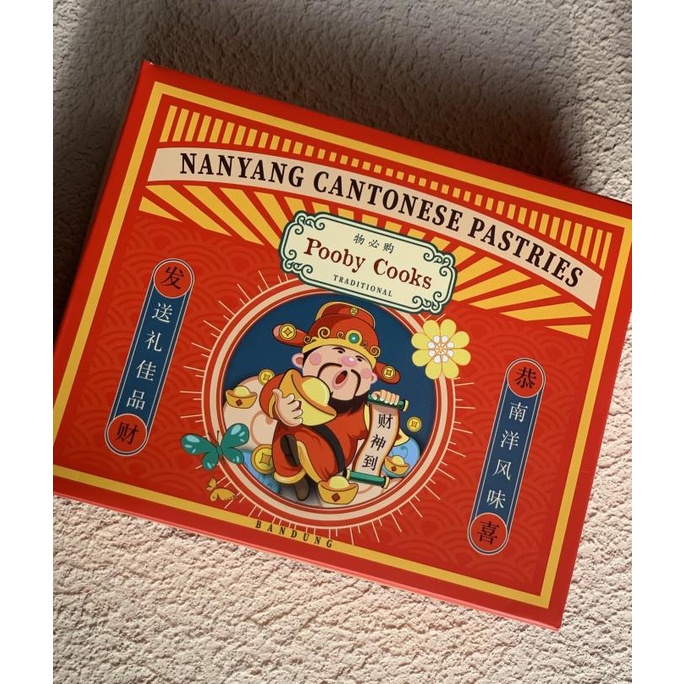 NANYANG CANTONESE PASTRIES
物必购
Pooby Cooks
TRADITIONAL
发
送礼佳品
财
财神到
恭
南洋风味
喜
BANDUNG